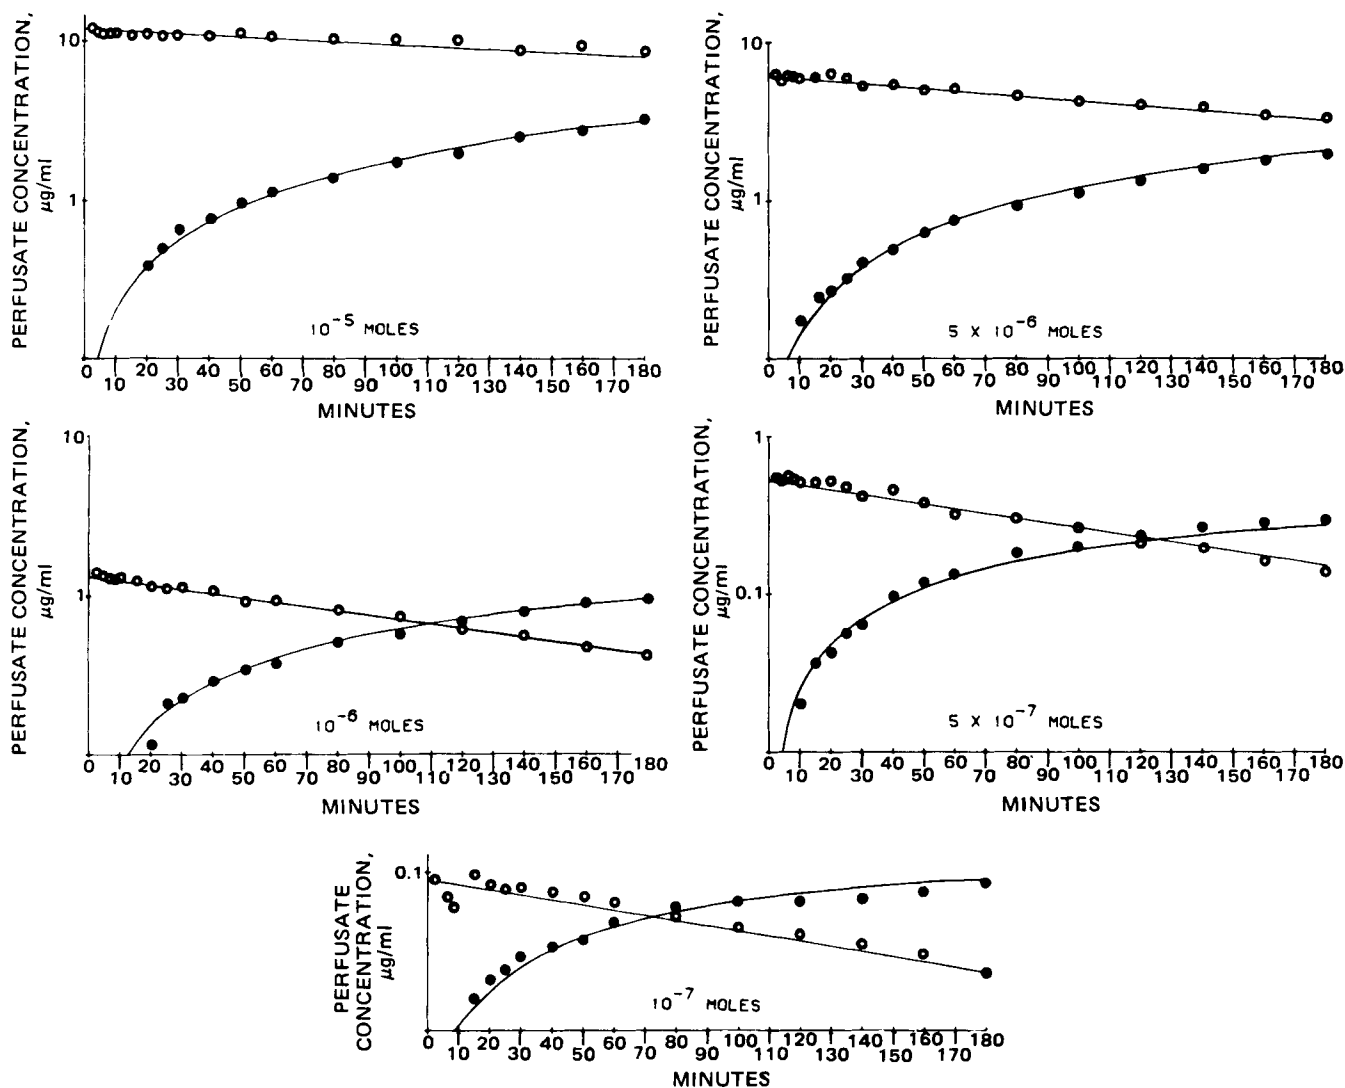 PERFUSATE CONCENTRATION,
µg/ml
10
1
10⁻⁵ MOLES
0 20 40 60 80 100 120 140 160 180
10 30 50 70 90 110 130 150 170
MINUTES
PERFUSATE CONCENTRATION,
µg/ml
10
1
5 X 10⁻⁶ MOLES
0 20 40 60 80 100 120 140 160 180
10 30 50 70 90 110 130 150 170
MINUTES
PERFUSATE CONCENTRATION,
µg/ml
10
1
10⁻⁶ MOLES
0 20 40 60 80 100 120 140 160 180
10 30 50 70 90 110 130 150 170
MINUTES
PERFUSATE CONCENTRATION,
µg/ml
1
0.1
5 X 10⁻⁷ MOLES
0 20 40 60 80 100 120 140 160 180
10 30 50 70 90 110 130 150 170
MINUTES
PERFUSATE
CONCENTRATION,
µg/ml
0.1
10⁻⁷ MOLES
0 20 40 60 80 100 120 140 160 180
10 30 50 70 90 110 130 150 170
MINUTES